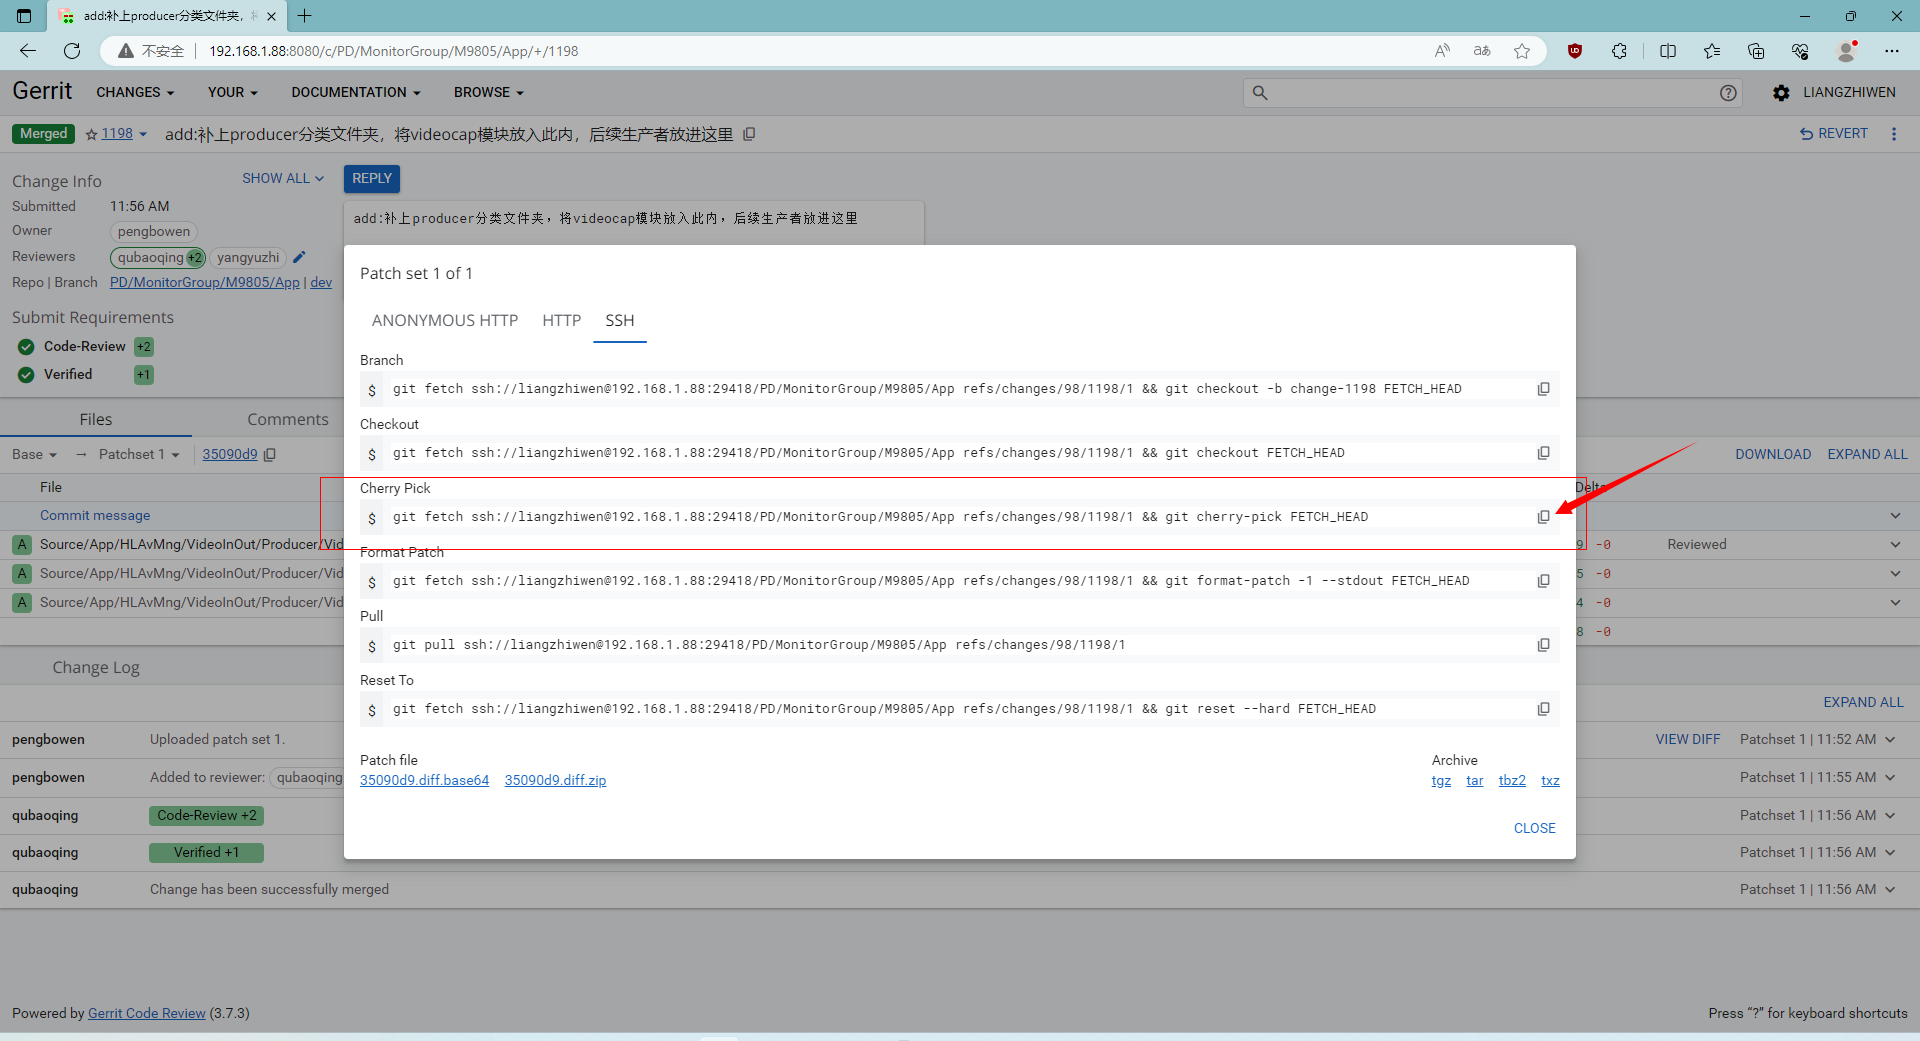 add:补上producer分类文件夹,
不安全 192.168.1.88:8080/c/PD/MonitorGroup/M9805/App/+/1198
Gerrit CHANGES YOUR DOCUMENTATION BROWSE LIANGZHIWEN
Merged 1198 add:补上producer分类文件夹，将videocap模块放入此内，后续生产者放进这里 REVERT
Change Info SHOW ALL REPLY
Submitted 11:56 AM
add:补上producer分类文件夹，将videocap模块放入此内，后续生产者放进这里
Owner pengbowen
Reviewers qubaoqing +2 yangyuzhi
Repo | Branch PD/MonitorGroup/M9805/App | dev
Submit Requirements
Code-Review +2
Verified +1
Files Comments
Base → Patchset 1 35090d9 DOWNLOAD EXPAND ALL
File Delta
Commit message
A Source/App/HLAvMng/VideoInOut/Producer/Vid 9 -0 Reviewed
A Source/App/HLAvMng/VideoInOut/Producer/Vid 5 -0
A Source/App/HLAvMng/VideoInOut/Producer/Vid 4 -0
8 -0
Patch set 1 of 1
ANONYMOUS HTTP HTTP SSH
Branch
$ git fetch ssh://liangzhiwen@192.168.1.88:29418/PD/MonitorGroup/M9805/App refs/changes/98/1198/1 && git checkout -b change-1198 FETCH_HEAD
Checkout
$ git fetch ssh://liangzhiwen@192.168.1.88:29418/PD/MonitorGroup/M9805/App refs/changes/98/1198/1 && git checkout FETCH_HEAD
Cherry Pick
$ git fetch ssh://liangzhiwen@192.168.1.88:29418/PD/MonitorGroup/M9805/App refs/changes/98/1198/1 && git cherry-pick FETCH_HEAD
Format Patch
$ git fetch ssh://liangzhiwen@192.168.1.88:29418/PD/MonitorGroup/M9805/App refs/changes/98/1198/1 && git format-patch -1 --stdout FETCH_HEAD
Pull
$ git pull ssh://liangzhiwen@192.168.1.88:29418/PD/MonitorGroup/M9805/App refs/changes/98/1198/1
Reset To
$ git fetch ssh://liangzhiwen@192.168.1.88:29418/PD/MonitorGroup/M9805/App refs/changes/98/1198/1 && git reset --hard FETCH_HEAD
Patch file Archive
35090d9.diff.base64 35090d9.diff.zip tgz tar tbz2 txz
CLOSE
Change Log
EXPAND ALL
pengbowen Uploaded patch set 1. VIEW DIFF Patchset 1 | 11:52 AM
pengbowen Added to reviewer: qubaoqing Patchset 1 | 11:55 AM
qubaoqing Code-Review +2 Patchset 1 | 11:56 AM
qubaoqing Verified +1 Patchset 1 | 11:56 AM
qubaoqing Change has been successfully merged Patchset 1 | 11:56 AM
Powered by Gerrit Code Review (3.7.3) Press “?” for keyboard shortcuts